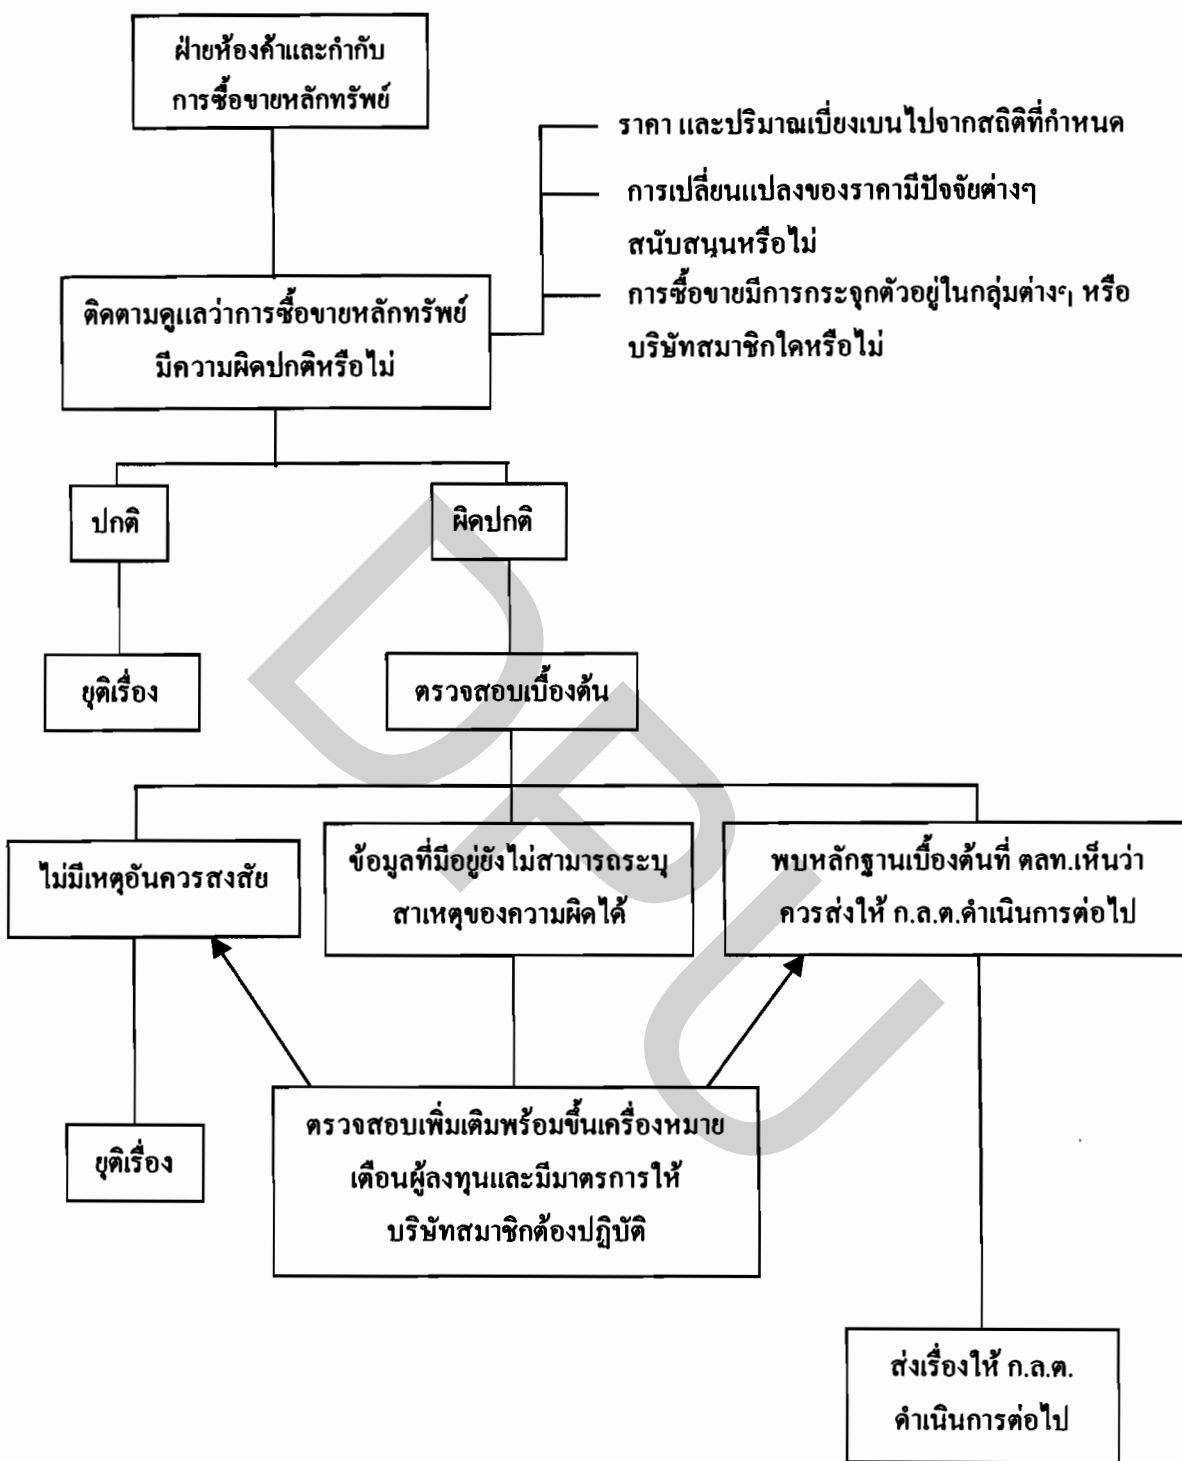 ฝ่ายห้องค้าและกำกับ
การซื้อขายหลักทรัพย์
ราคา และปริมาณเบี่ยงเบนไปจากสถิติที่กำหนด
การเปลี่ยนแปลงของราคามีปัจจัยต่างๆ
สนับสนุนหรือไม่
การซื้อขายมีการกระจุกตัวอยู่ในกลุ่มต่างๆ หรือ
บริษัทสมาชิกใดหรือไม่
ติดตามดูแลว่าการซื้อขายหลักทรัพย์
มีความผิดปกติหรือไม่
ปกติ
ผิดปกติ
ยุติเรื่อง
ตรวจสอบเบื้องต้น
ไม่มีเหตุอันควรสงสัย
ข้อมูลที่มีอยู่ยังไม่สามารถระบุ
สาเหตุของความผิดได้
พบหลักฐานเบื้องต้นที่ ตลท.เห็นว่า
ควรส่งให้ ก.ล.ต.ดำเนินการต่อไป
ยุติเรื่อง
ตรวจสอบเพิ่มเติมพร้อมขึ้นเครื่องหมาย
เตือนผู้ลงทุนและมีมาตรการให้
บริษัทสมาชิกต้องปฏิบัติ
ส่งเรื่องให้ ก.ล.ต.
ดำเนินการต่อไป
DPU